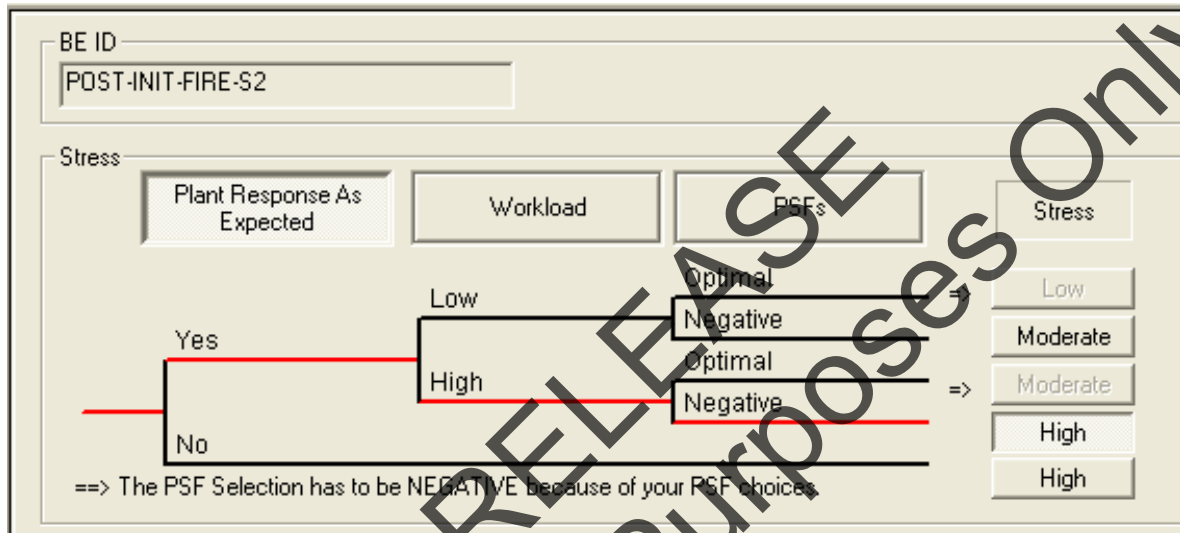 BE ID
POST-INIT-FIRE-S2
Stress
Plant Response As
Expected
Workload
PSFs
Stress
Optimal
Low
=> Low
Negative
Yes
Moderate
Optimal
High
=> Moderate
Negative
High
No
High
==> The PSF Selection has to be NEGATIVE because of your PSF choices.
RELEASE
Purposes Only